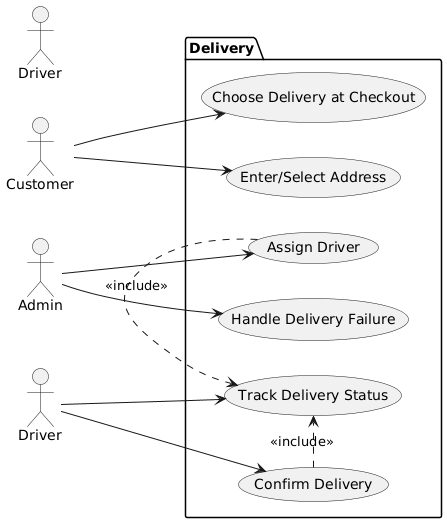 Driver
Delivery
Choose Delivery at Checkout
Customer
Enter/Select Address
Assign Driver
«include»
Admin
Handle Delivery Failure
Track Delivery Status
Driver
«include»
Confirm Delivery